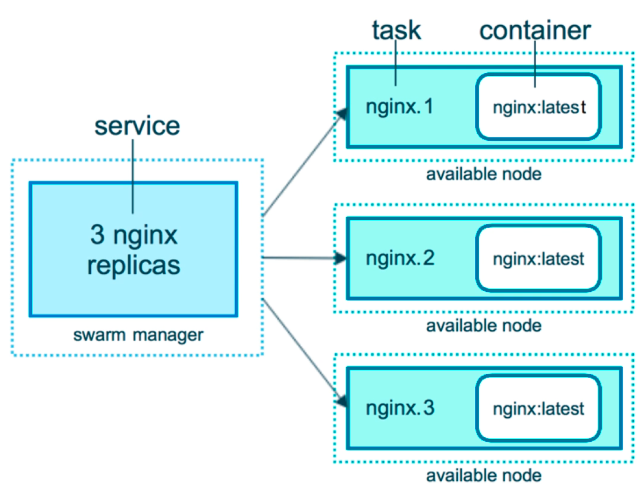 task
container
nginx.1
nginx:latest
available node
service
3 nginx
replicas
swarm manager
nginx.2
nginx:latest
available node
nginx.3
nginx:latest
available node